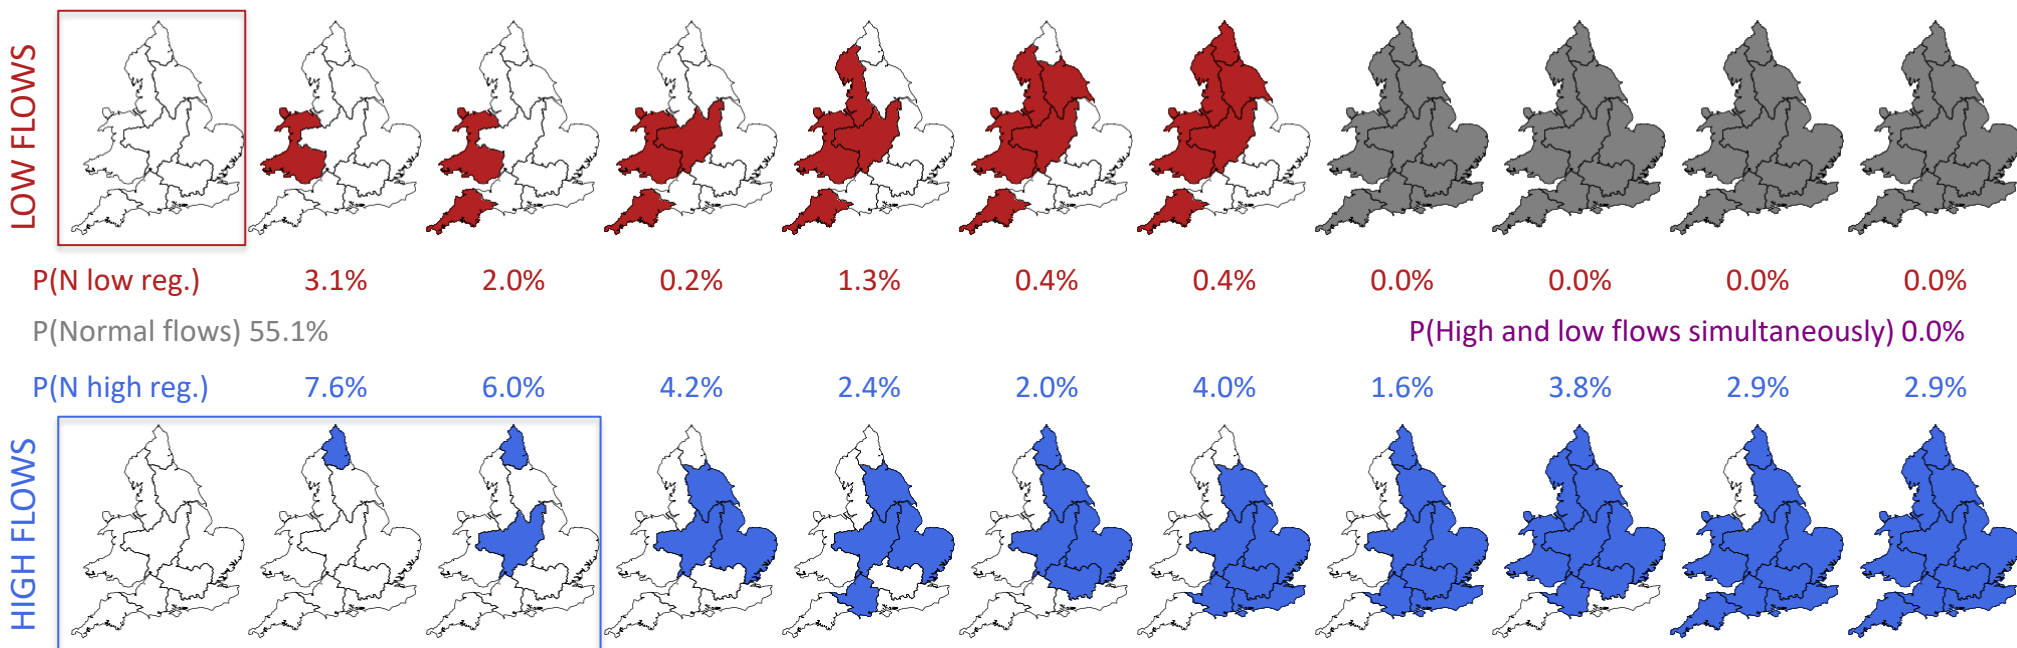 LOW FLOWS
P(N low reg.) 3.1% 2.0% 0.2% 1.3% 0.4% 0.4% 0.0% 0.0% 0.0% 0.0%
P(Normal flows) 55.1% P(High and low flows simultaneously) 0.0%
P(N high reg.) 7.6% 6.0% 4.2% 2.4% 2.0% 4.0% 1.6% 3.8% 2.9% 2.9%
HIGH FLOWS